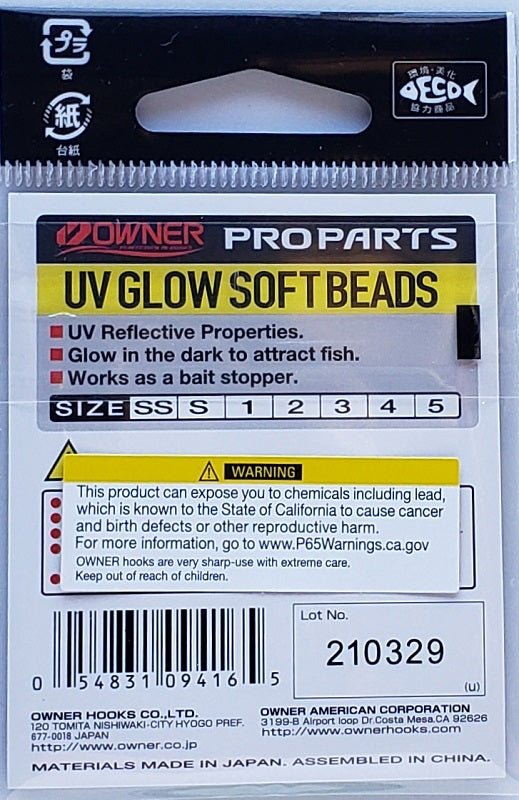 プラ
袋
紙
台紙
環境・美化
ECO
協力商品
OWNER PROPARTS
UV GLOW SOFT BEADS
UV Reflective Properties.
Glow in the dark to attract fish.
Works as a bait stopper.
SIZE SS S 1 2 3 4 5
WARNING
This product can expose you to chemicals including lead,
which is known to the State of California to cause cancer
and birth defects or other reproductive harm.
For more information, go to www.P65Warnings.ca.gov
OWNER hooks are very sharp-use with extreme care.
Keep out of reach of children.
0 54831 09416 5
Lot No.
210329
(u)
OWNER HOOKS CO.,LTD.
120 TOMITA NISHIWAKI-CITY HYOGO PREF.
677-0018 JAPAN
http://www.owner.co.jp
OWNER AMERICAN CORPORATION
3199-B Airport loop Dr.Costa Mesa.CA 92626
http://www.ownerhooks.com
MATERIALS MADE IN JAPAN. ASSEMBLED IN CHINA.